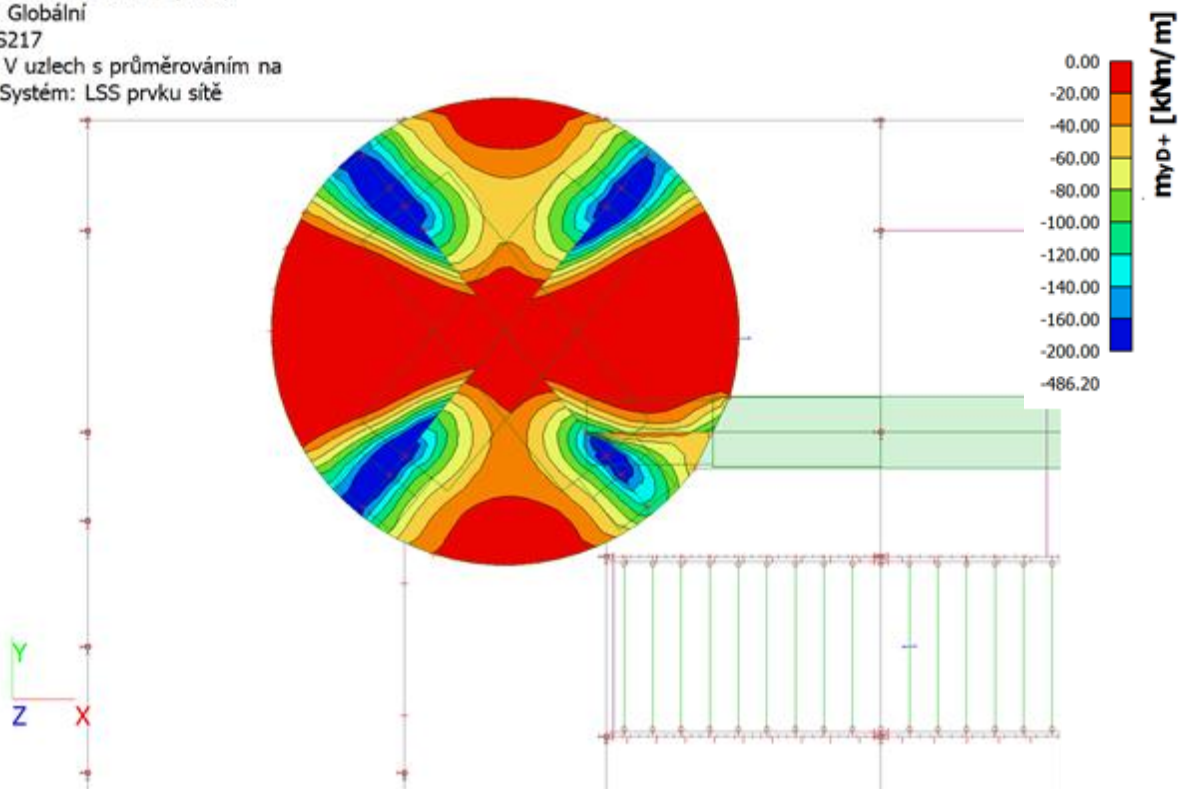 Globální
S217
V uzlech s průměrováním na
Systém: LSS prvku sítě
myD+ [kNm/m]
0.00
-20.00
-40.00
-60.00
-80.00
-100.00
-120.00
-140.00
-160.00
-200.00
-486.20
Y
Z X